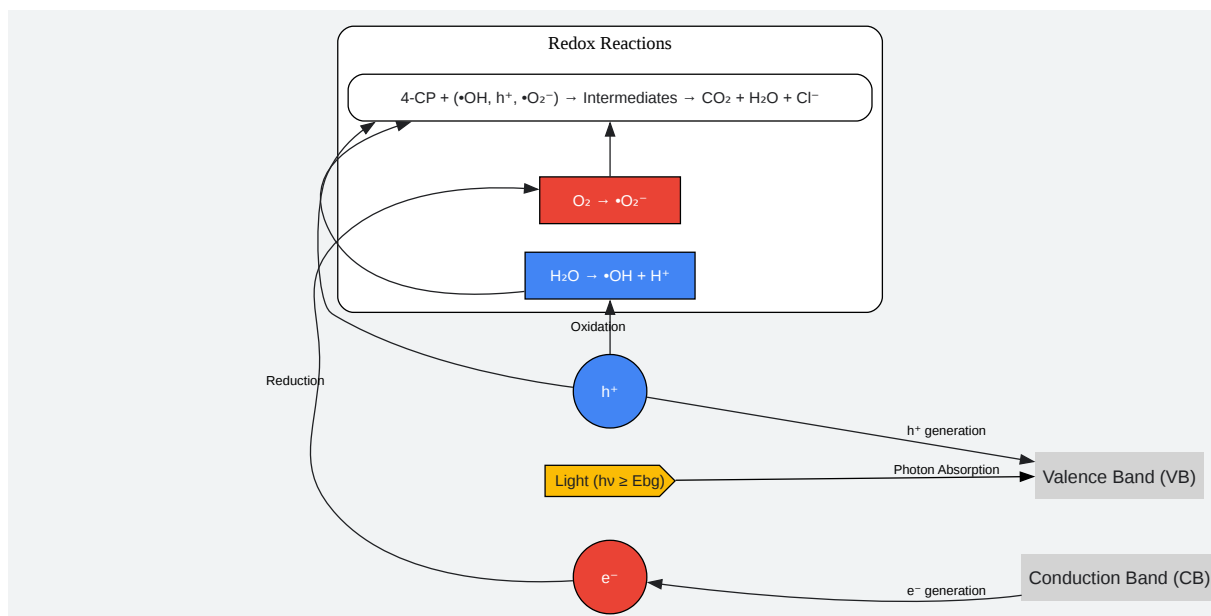 Redox Reactions
4-CP + (•OH, h⁺, •O₂⁻) → Intermediates → CO₂ + H₂O + Cl⁻
O₂ → •O₂⁻
H₂O → •OH + H⁺
Oxidation
Reduction
h⁺
h⁺ generation
Photon Absorption
Light (hν ≥ Ebg)
Valence Band (VB)
e⁻
e⁻ generation
Conduction Band (CB)